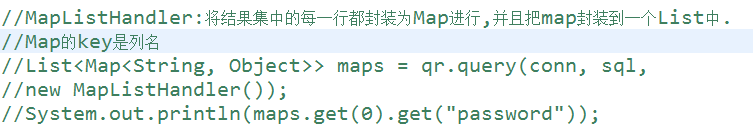 //MapListHandler:将结果集中的每一行都封装为Map进行,并且把map封装到一个List中.
//Map的key是列名
//List<Map<String, Object>> maps = qr.query(conn, sql,
//new MapListHandler());
//System.out.println(maps.get(0).get("password"));